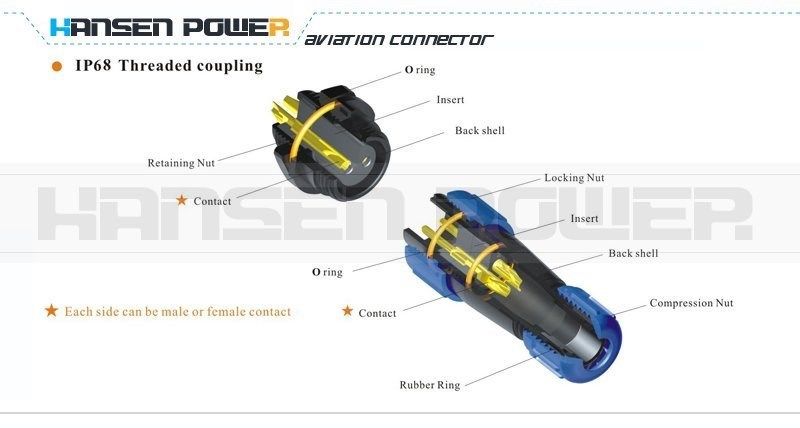 HANSEN POWER
AVIATION CONNECTOR
IP68 Threaded coupling
O ring
Insert
Back shell
Retaining Nut
★ Contact
HANSEN POWER
Locking Nut
Insert
Back shell
O ring
Compression Nut
★ Each side can be male or female contact
★ Contact
Rubber Ring